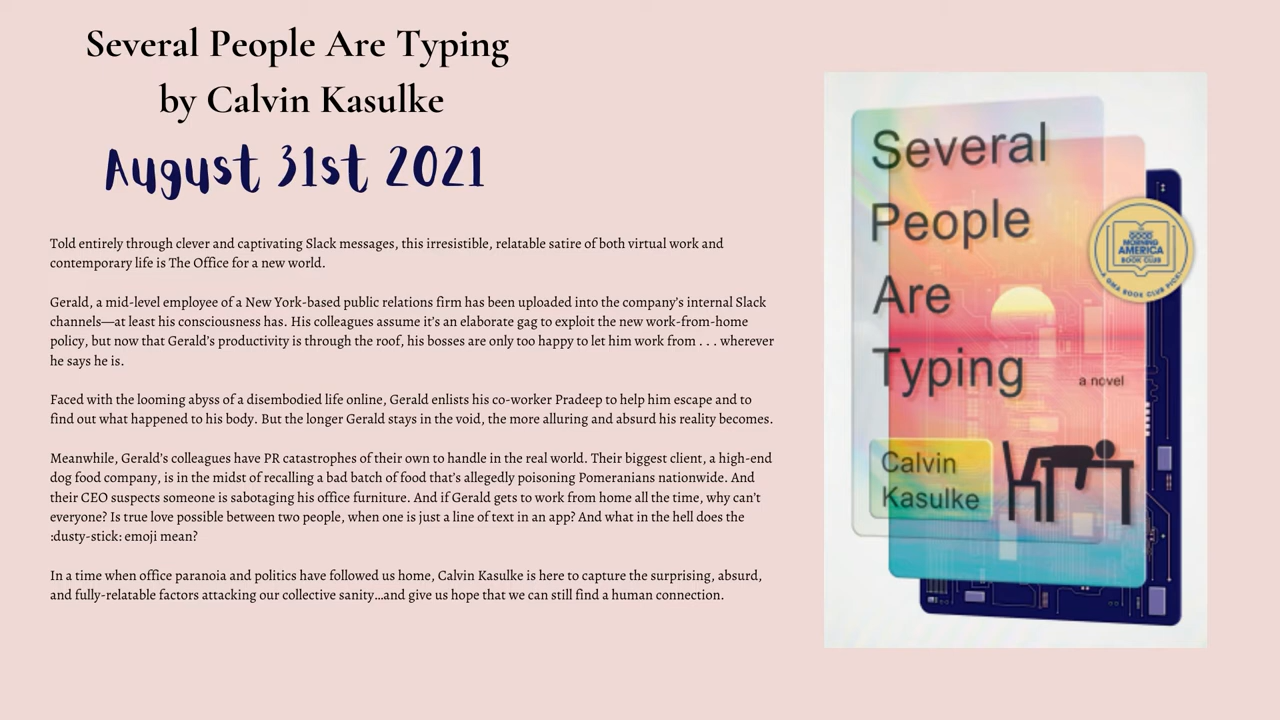 Several People Are Typing
by Calvin Kasulke
August 31st 2021
Told entirely through clever and captivating Slack messages, this irresistible, relatable satire of both virtual work and
contemporary life is The Office for a new world.
Gerald, a mid-level employee of a New York-based public relations firm has been uploaded into the company's internal Slack
channels—at least his consciousness has. His colleagues assume it's an elaborate gag to exploit the new work-from-home
policy, but now that Gerald's productivity is through the roof, his bosses are only too happy to let him work from . . . wherever
he says he is.
Faced with the looming abyss of a disembodied life online, Gerald enlists his co-worker Pradeep to help him escape and to
find out what happened to his body. But the longer Gerald stays in the void, the more alluring and absurd his reality becomes.
Meanwhile, Gerald's colleagues have PR catastrophes of their own to handle in the real world. Their biggest client, a high-end
dog food company, is in the midst of recalling a bad batch of food that's allegedly poisoning Pomeranians nationwide. And
their CEO suspects someone is sabotaging his office furniture. And if Gerald gets to work from home all the time, why can't
everyone? Is true love possible between two people, when one is just a line of text in an app? And what in the hell does the
:dusty-stick: emoji mean?
In a time when office paranoia and politics have followed us home, Calvin Kasulke is here to capture the surprising, absurd,
and fully-relatable factors attacking our collective sanity…and give us hope that we can still find a human connection.
Several
People
Are
Typing
a novel
Calvin
Kasulke
GOOD
MORNING
AMERICA
BOOK CLUB
A GMA BOOK CLUB PICK!